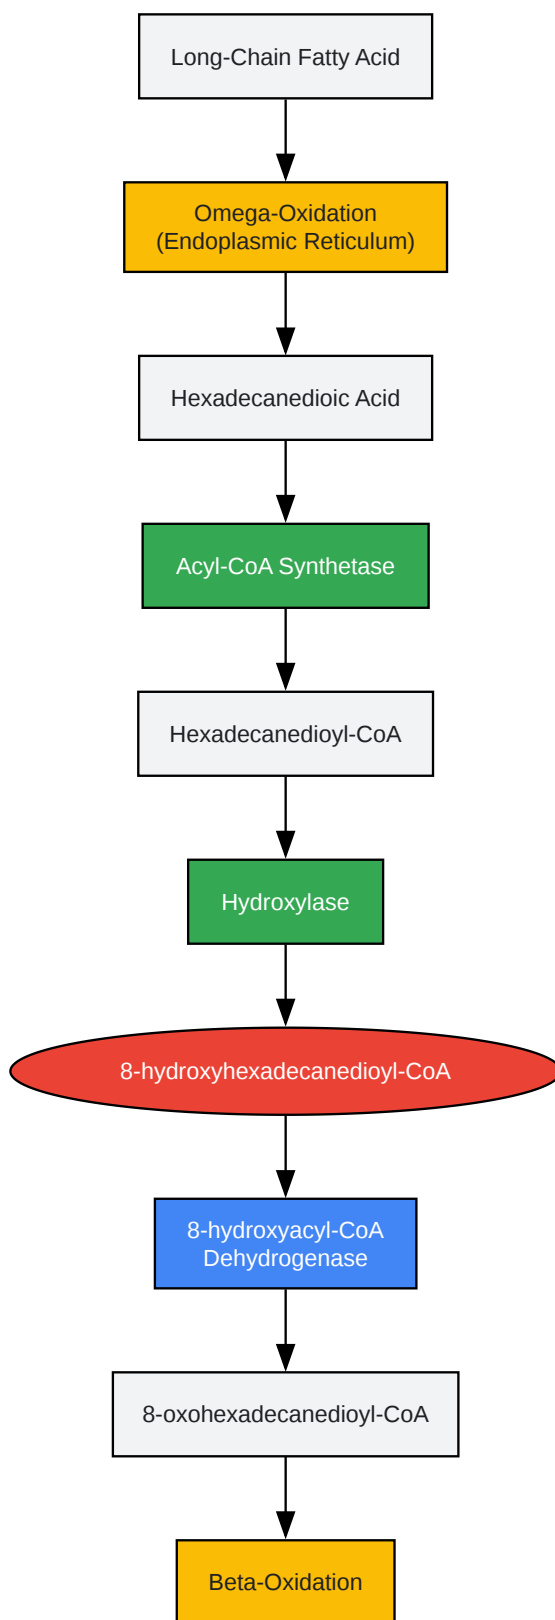 Long-Chain Fatty Acid
Omega-Oxidation
(Endoplasmic Reticulum)
Hexadecanedioic Acid
Acyl-CoA Synthetase
Hexadecanedioyl-CoA
Hydroxylase
8-hydroxyhexadecanedioyl-CoA
8-hydroxyacyl-CoA
Dehydrogenase
8-oxohexadecanedioyl-CoA
Beta-Oxidation